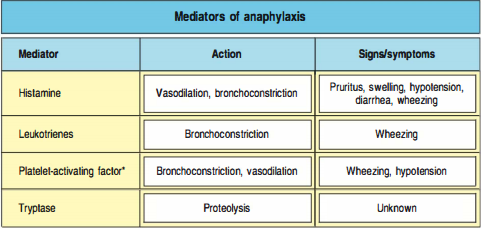 Mediators of anaphylaxis
Mediator Action Signs/symptoms
Histamine Vasodilation, bronchoconstriction Pruritus, swelling, hypotension,
diarrhea, wheezing
Leukotrienes Bronchoconstriction Wheezing
Platelet-activating factor* Bronchoconstriction, vasodilation Wheezing, hypotension
Tryptase Proteolysis Unknown